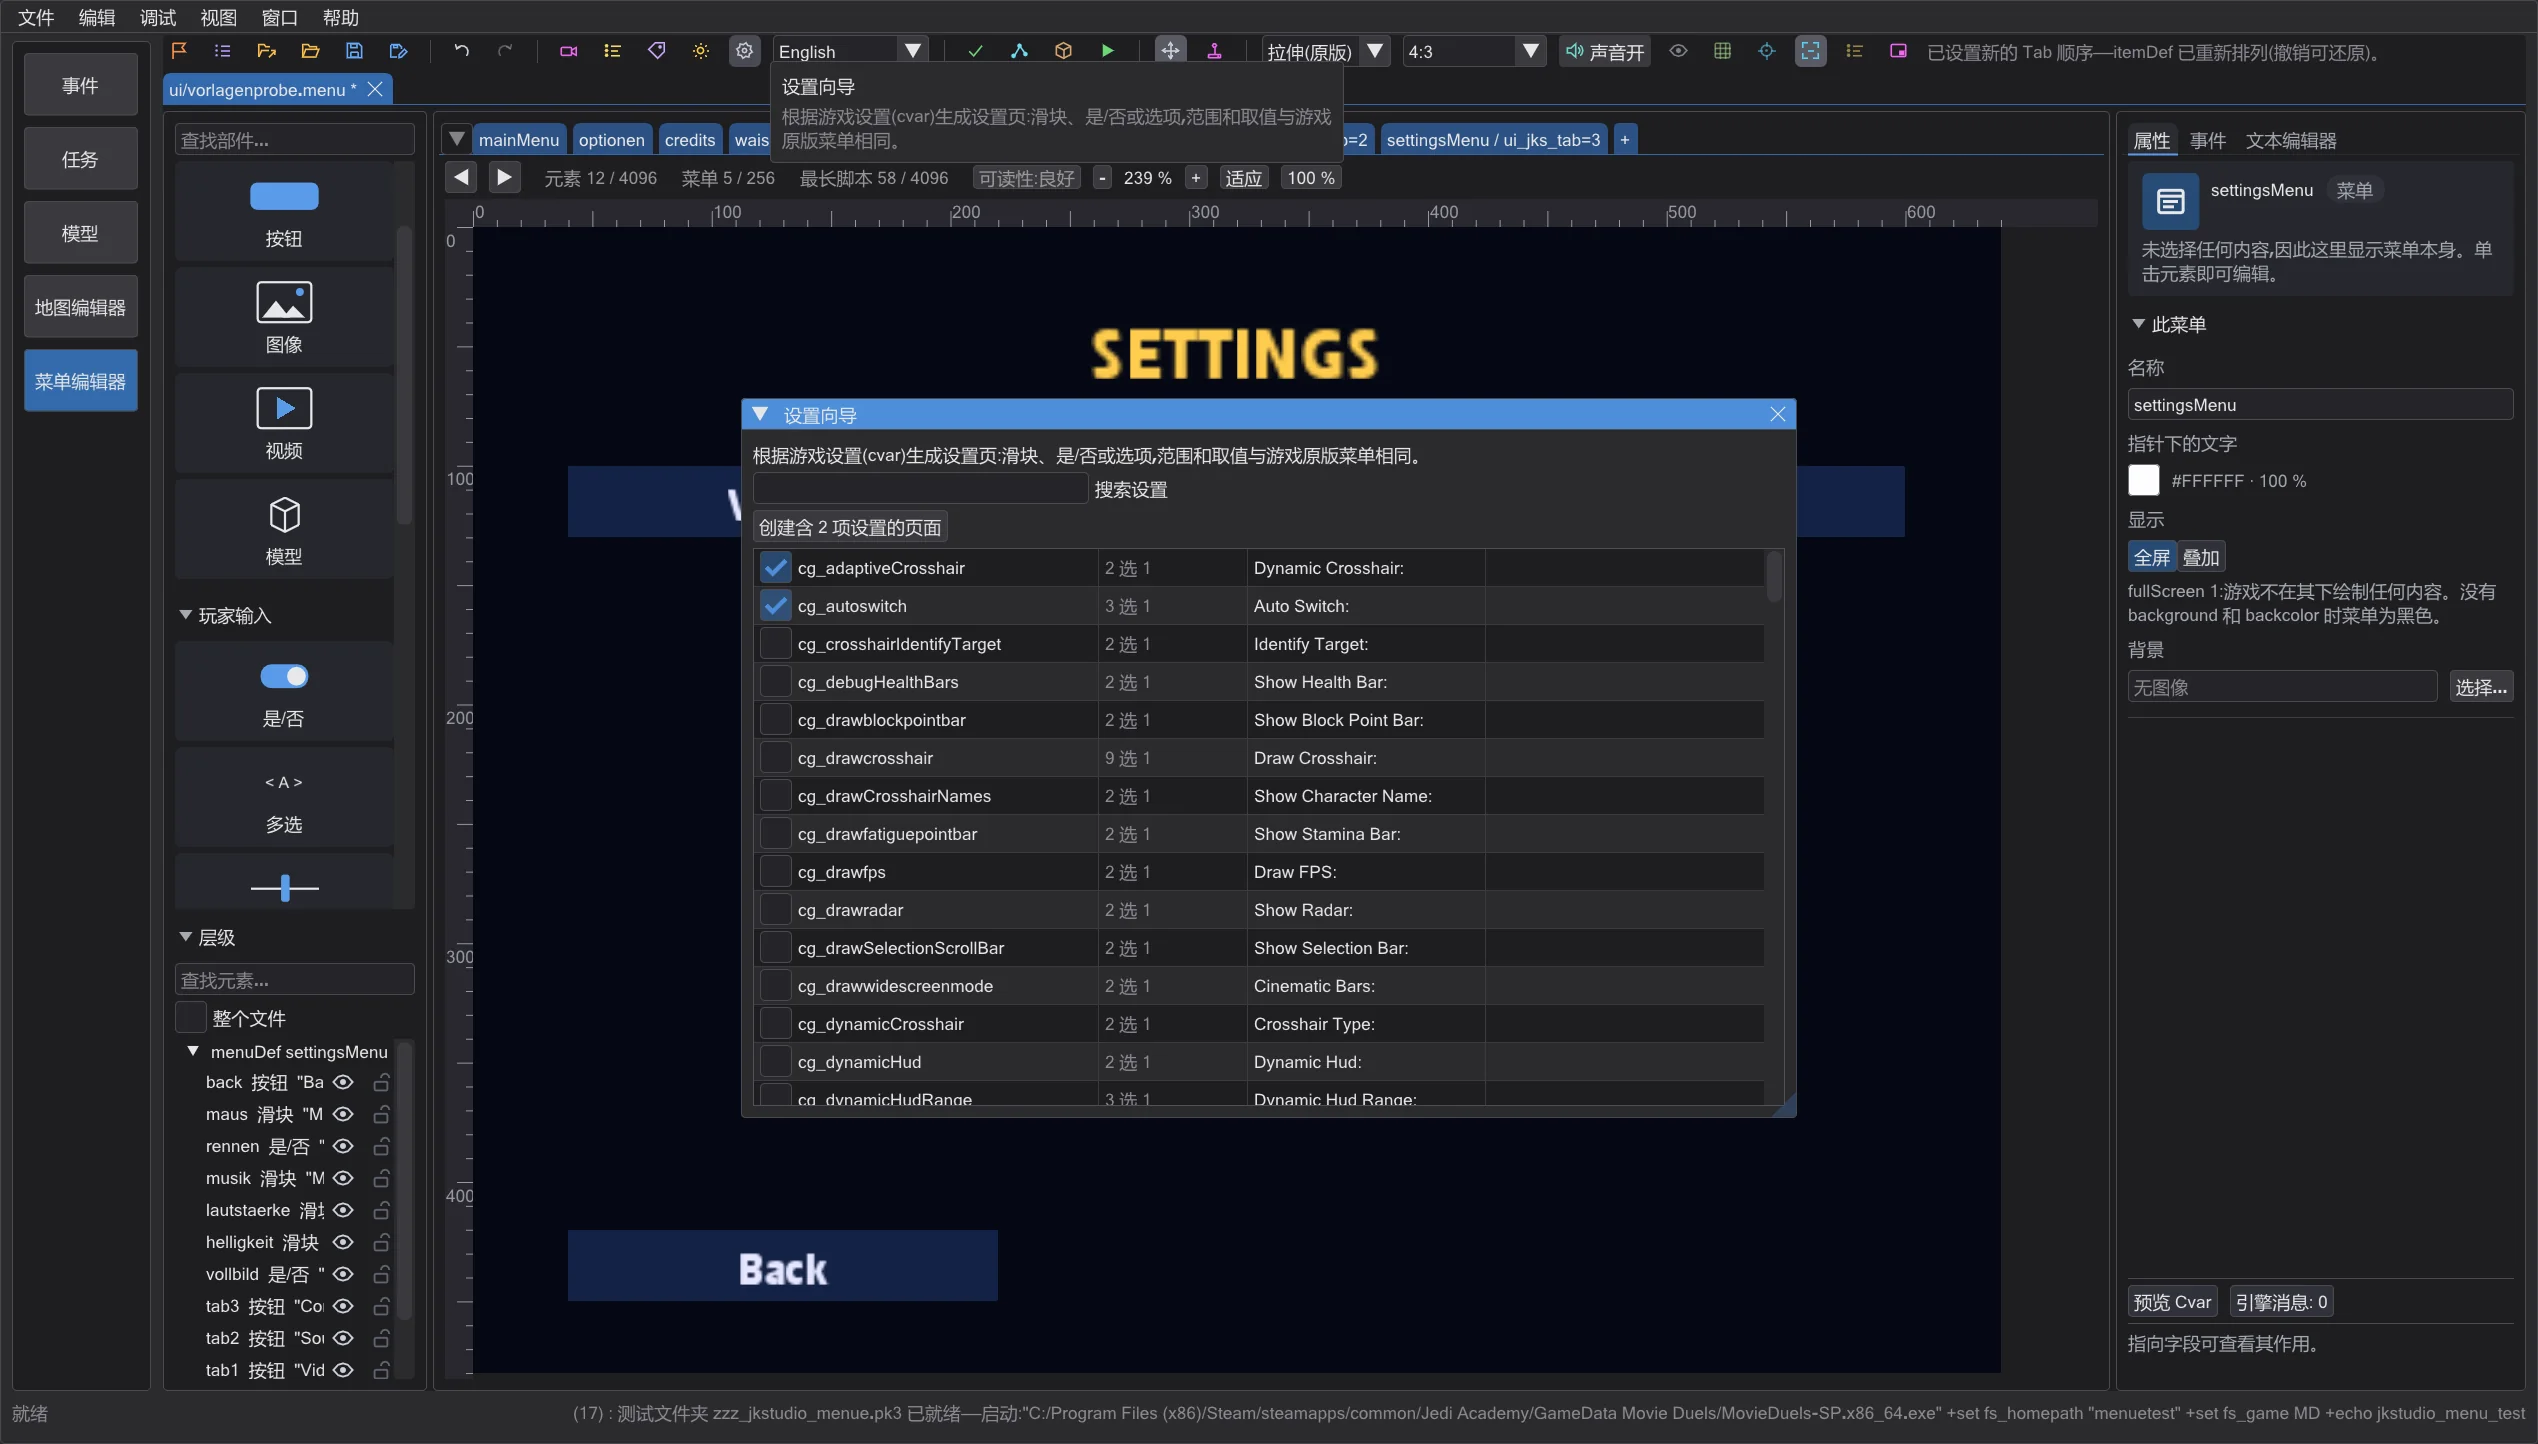 文件 编辑 调试 视图 窗口 帮助
English
拉伸(原版)
4:3
声音开
已设置新的 Tab 顺序—itemDef 已重新排列(撤销可还原)。
事件
任务
模型
地图编辑器
菜单编辑器
ui/vorlagenprobe.menu *
设置向导
根据游戏设置(cvar)生成设置页:滑块、是/否或选项,范围和取值与游戏
原版菜单相同。
查找部件...
按钮
图像
视频
模型
玩家输入
是/否
< A >
多选
层级
查找元素...
整个文件
menuDef settingsMenu
back 按钮 "Ba
maus 滑块 "M
rennen 是/否 "
musik 滑块 "M
lautstaerke 滑块
helligkeit 滑块
vollbild 是/否 "
tab3 按钮 "Co
tab2 按钮 "Sou
tab1 按钮 "Vid
mainMenu optionen credits wais =2 settingsMenu / ui_jks_tab=3 +
元素 12 / 4096 菜单 5 / 256 最长脚本 58 / 4096 可读性:良好 - 239 % + 适应 100 %
0 100 200 300 400 500 600
0
100
200
300
400
SETTINGS
设置向导
根据游戏设置(cvar)生成设置页:滑块、是/否或选项,范围和取值与游戏原版菜单相同。
搜索设置
创建含 2 项设置的页面
cg_adaptiveCrosshair 2 选 1 Dynamic Crosshair:
cg_autoswitch 3 选 1 Auto Switch:
cg_crosshairIdentifyTarget 2 选 1 Identify Target:
cg_debugHealthBars 2 选 1 Show Health Bar:
cg_drawblockpointbar 2 选 1 Show Block Point Bar:
cg_drawcrosshair 9 选 1 Draw Crosshair:
cg_drawCrosshairNames 2 选 1 Show Character Name:
cg_drawfatiguepointbar 2 选 1 Show Stamina Bar:
cg_drawfps 2 选 1 Draw FPS:
cg_drawradar 2 选 1 Show Radar:
cg_drawSelectionScrollBar 2 选 1 Show Selection Bar:
cg_drawwidescreenmode 2 选 1 Cinematic Bars:
cg_dynamicCrosshair 2 选 1 Crosshair Type:
cg_dynamicHud 2 选 1 Dynamic Hud:
cg_dynamicHudRange 3 选 1 Dynamic Hud Range:
Back
属性 事件 文本编辑器
settingsMenu 菜单
未选择任何内容,因此这里显示菜单本身。单
击元素即可编辑。
此菜单
名称
settingsMenu
指针下的文字
#FFFFFF · 100 %
显示
全屏 叠加
fullScreen 1:游戏不在其下绘制任何内容。没有
background 和 backcolor 时菜单为黑色。
背景
无图像 选择...
预览 Cvar 引擎消息: 0
指向字段可查看其作用。
就绪
(17) : 测试文件夹 zzz_jkstudio_menue.pk3 已就绪—启动:"C:/Program Files (x86)/Steam/steamapps/common/Jedi Academy/GameData Movie Duels/MovieDuels-SP.x86_64.exe" +set fs_homepath "menuetest" +set fs_game MD +echo jkstudio_menu_test